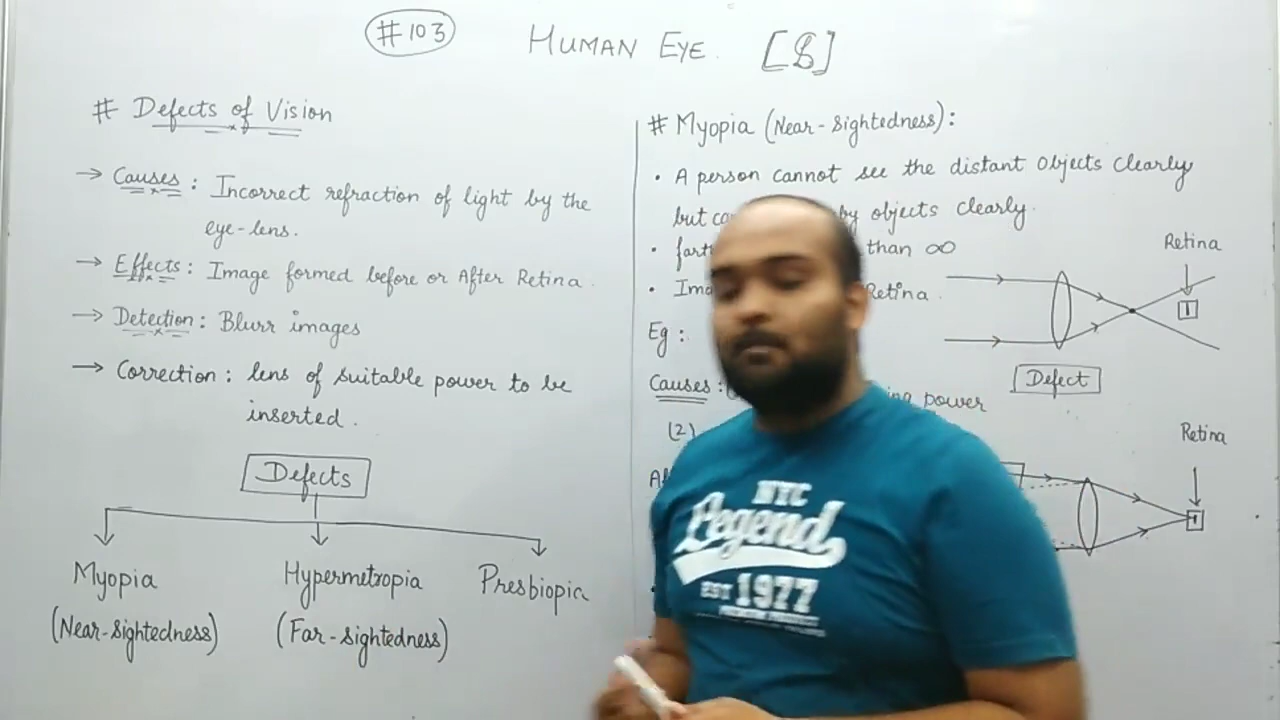 #103
HUMAN EYE. [8]
# Defects of Vision
→ Causes : Incorrect refraction of light by the
eye-lens.
→ Effects : Image formed before or After Retina.
→ Detection : Blurr images
→ Correction : lens of suitable power to be
inserted.
Defects
Myopia Hypermetropia Presbiopia
(Near-sightedness) (Far-sightedness)
# Myopia (Near-sightedness):
• A person cannot see the distant objects clearly
but objects clearly.
• than ∞
• Retina.
Eg :
Causes :
power
(2)
Retina
Defect
Retina
NYC
Legend
EST 1977